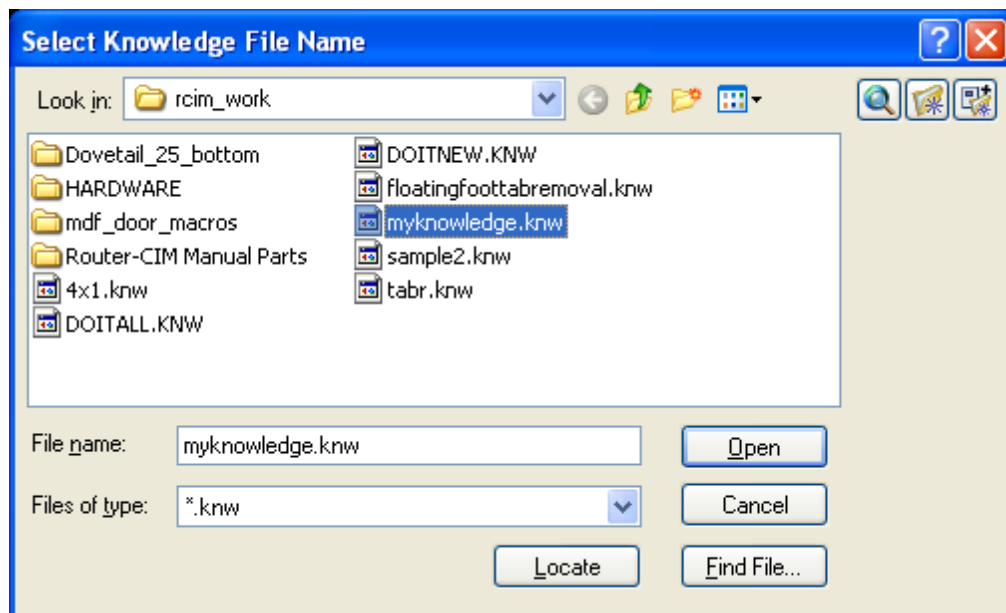 Select Knowledge File Name
Look in: rcim_work
Dovetail_25_bottom
HARDWARE
mdf_door_macros
Router-CIM Manual Parts
4x1.knw
DOITALL.KNW
DOITNEW.KNW
floatingfoottabremoval.knw
myknowledge.knw
sample2.knw
tabr.knw
File name: myknowledge.knw Open
Files of type: *.knw Cancel
Locate Find File...